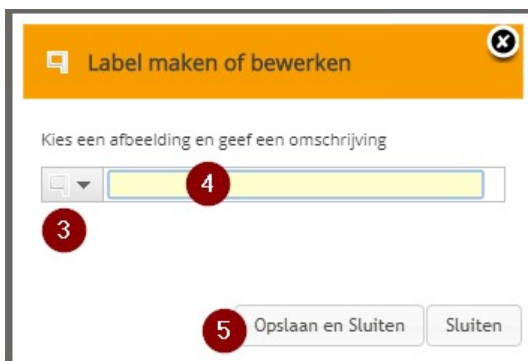 Label maken of bewerken
Kies een afbeelding en geef een omschrijving
4
3
5
Opslaan en Sluiten
Sluiten